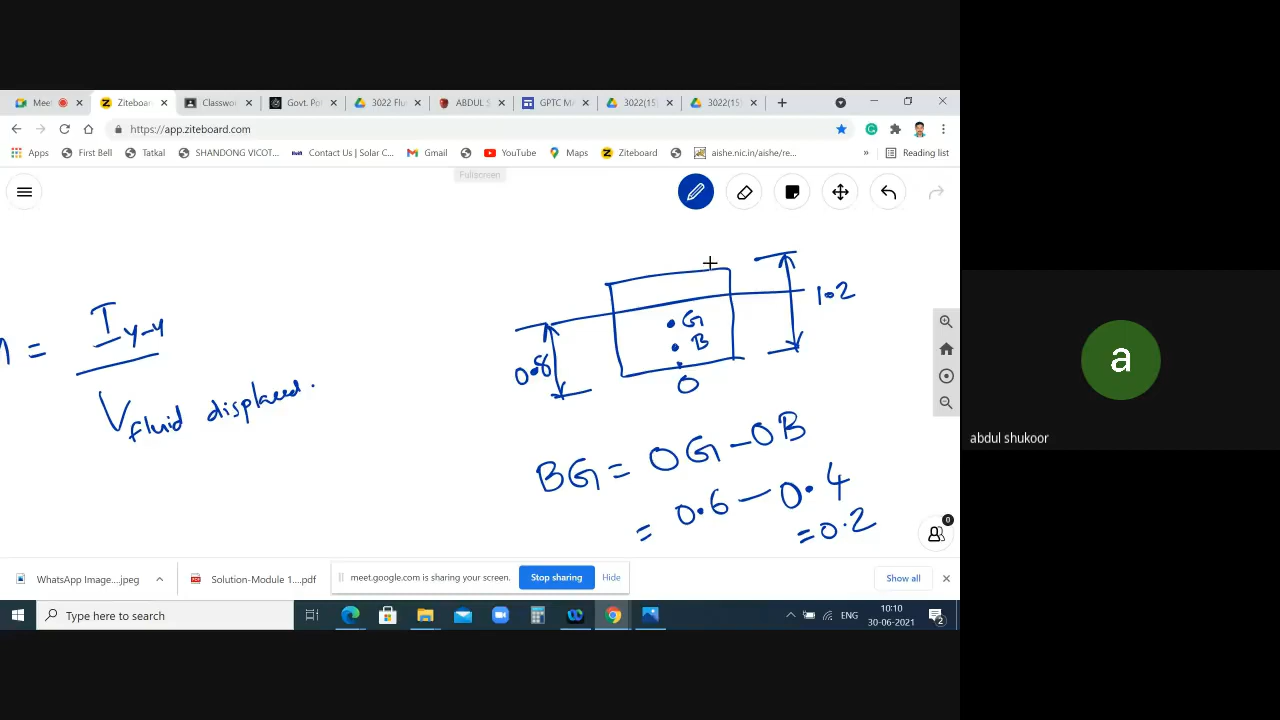 Meet
Ziteboard
Classwo
Govt. Pol
3022 Flu
ABDUL S
GPTC MA
3022(15)
3022(15)
https://app.ziteboard.com
Apps
First Bell
Tatkal
SHANDONG VICOT...
Contact Us | Solar C...
Gmail
YouTube
Maps
Ziteboard
aishe.nic.in/aishe/re...
»
Reading list
Fullscreen
= I y-y
V fluid displaced.
1.2
G
B
0.8
O
BG = OG - OB
= 0.6 - 0.4
= 0.2
0
a
abdul shukoor
WhatsApp Image....jpeg
Solution-Module 1....pdf
meet.google.com is sharing your screen.
Stop sharing
Hide
Show all
Type here to search
ENG
10:10
30-06-2021
2